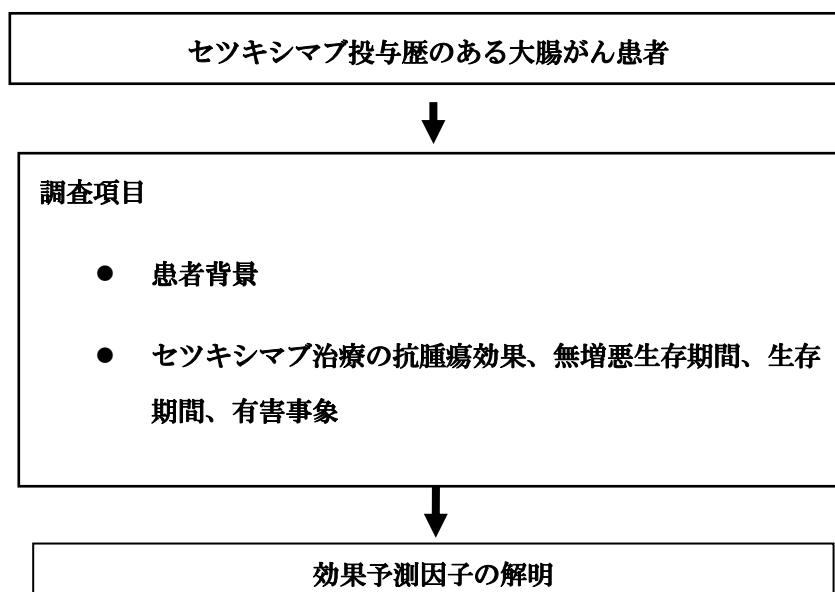 セツキシマブ投与歴のある大腸がん患者
調査項目
● 患者背景
● セツキシマブ治療の抗腫瘍効果、無増悪生存期間、生存
期間、有害事象
効果予測因子の解明